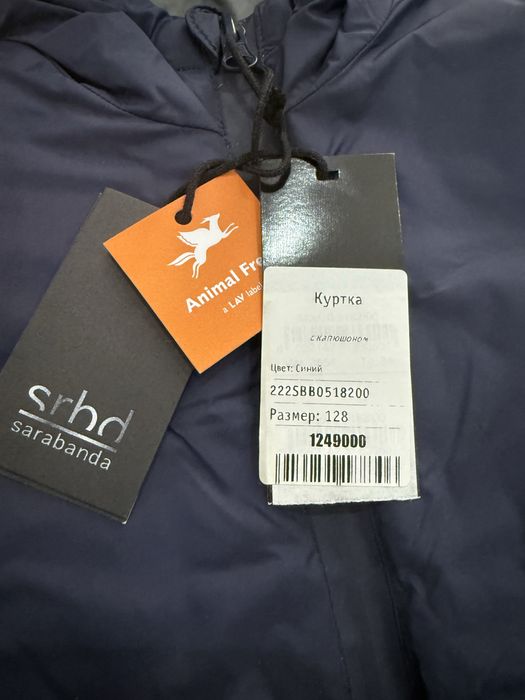 srbd
sarabanda
Animal Fre
a LAV label
Куртка
с капюшоном
Цвет: Синий
222SBB0518200
Размер: 128
1249000